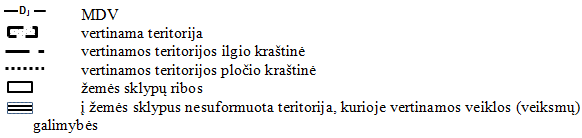 Dj MDV
vertinama teritorija
vertinamos teritorijos ilgio kraštinė
vertinamos teritorijos pločio kraštinė
žemės sklypų ribos
į žemės sklypus nesuformuota teritorija, kurioje vertinamos veiklos (veiksmų)
galimybės